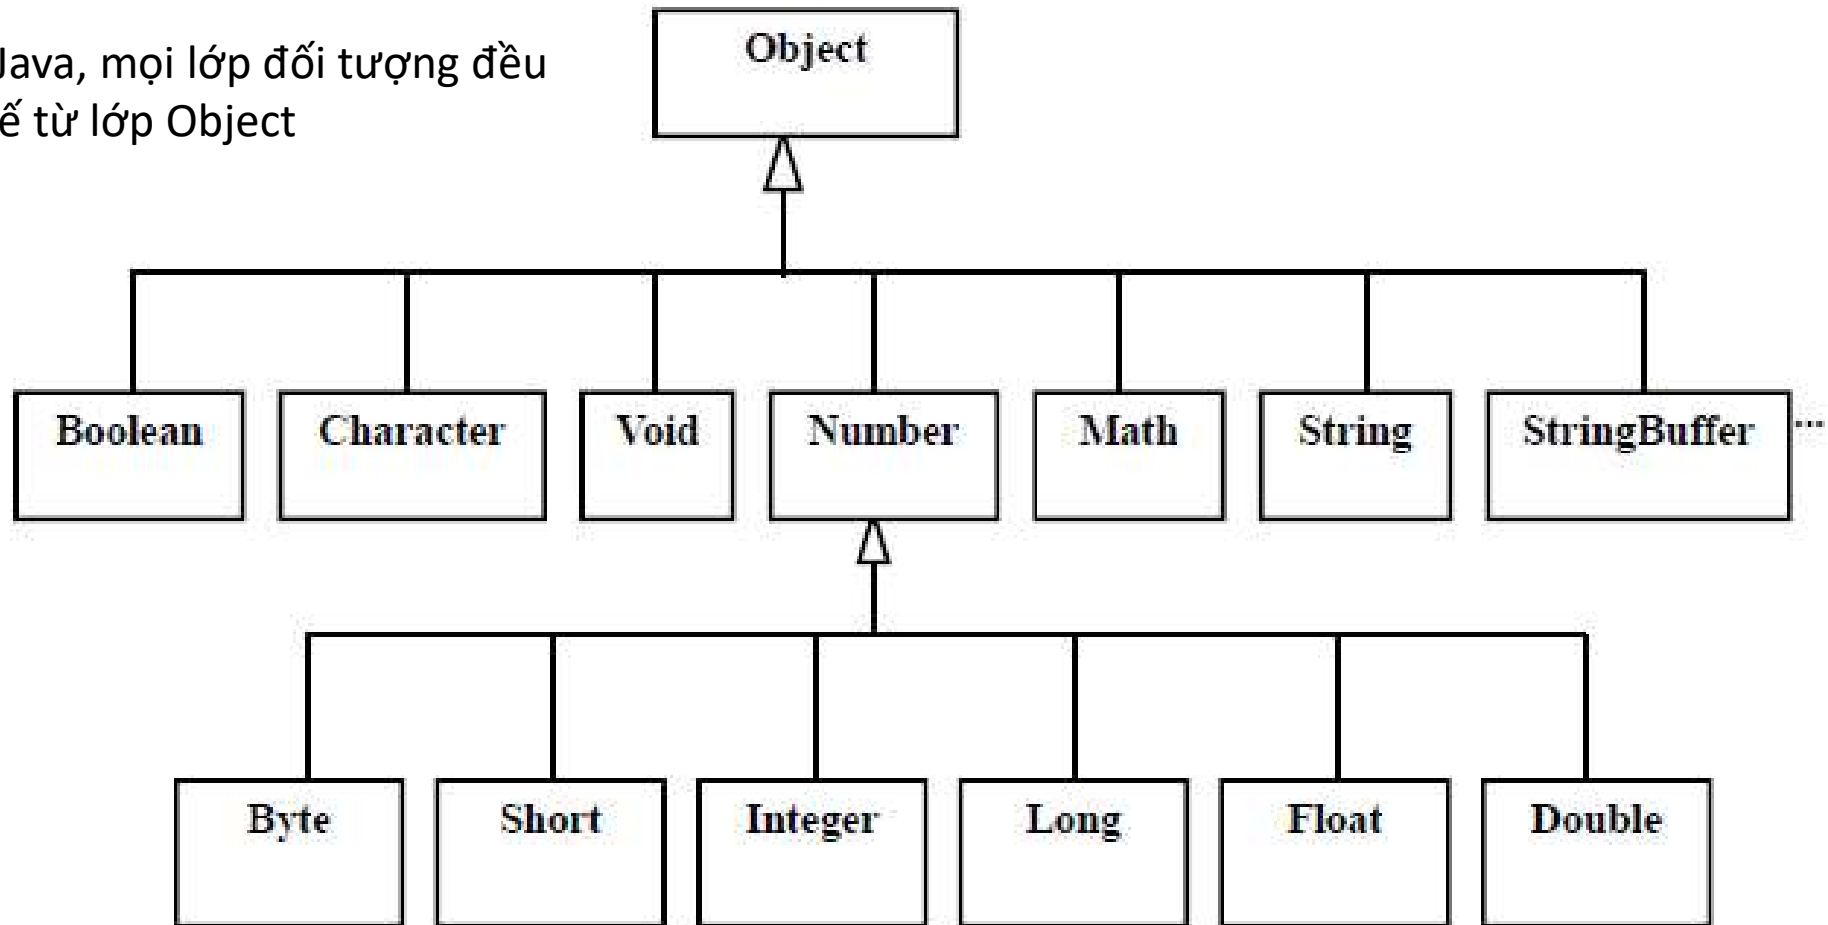 Java, mọi lớp đối tượng đều
ế từ lớp Object
Object
Boolean Character Void Number Math String StringBuffer ...
Byte Short Integer Long Float Double